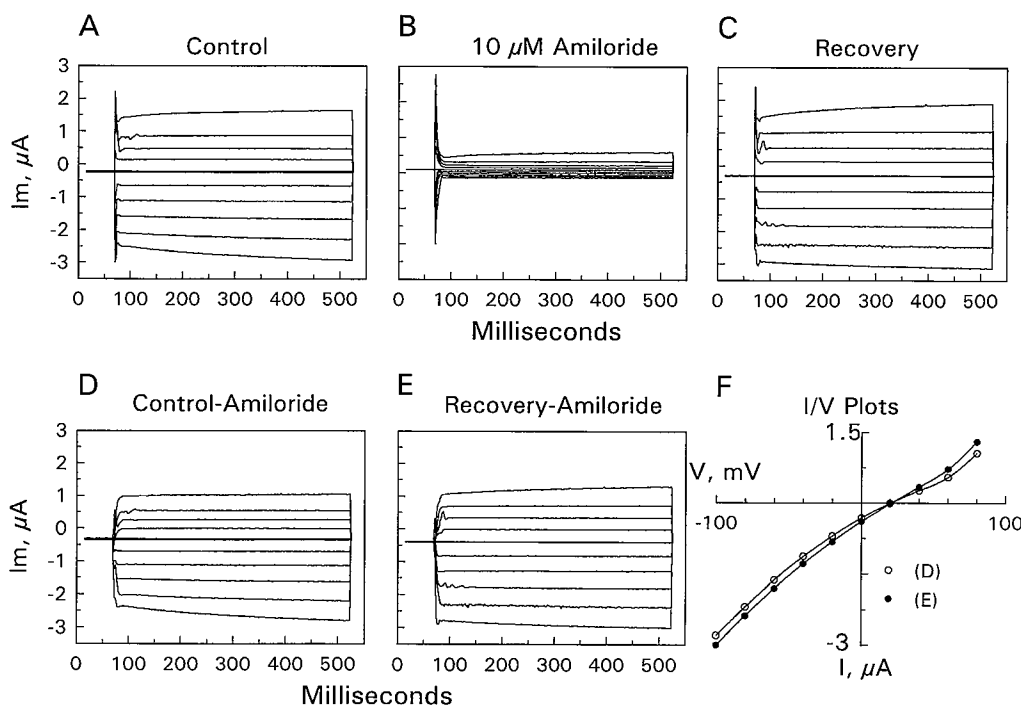 A
Control
B
10 µM Amiloride
C
Recovery
Im, µA
3
2
1
0
-1
-2
-3
0 100 200 300 400 500
0 100 200 300 400 500
0 100 200 300 400 500
Milliseconds
D
Control-Amiloride
E
Recovery-Amiloride
F
I/V Plots
Im, µA
3
2
1
0
-1
-2
-3
0 100 200 300 400 500
0 100 200 300 400 500
Milliseconds
1.5
V, mV
-100
100
(D)
(E)
-3
I, µA